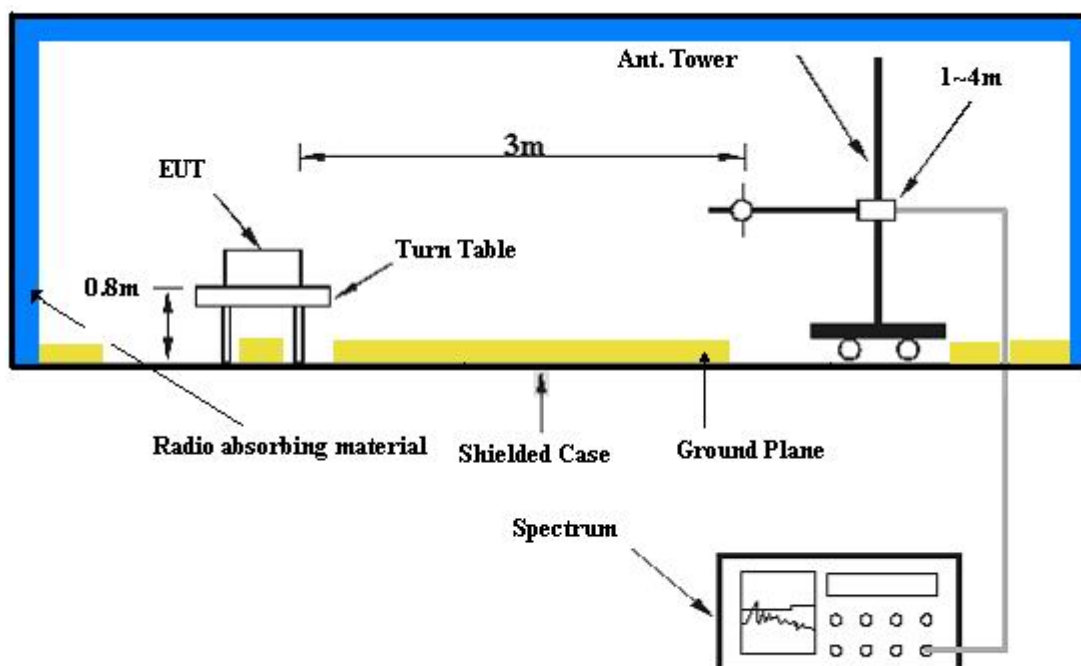 Ant. Tower
1~4m
3m
EUT
Turn Table
0.8m
Radio absorbing material
Shielded Case
Ground Plane
Spectrum